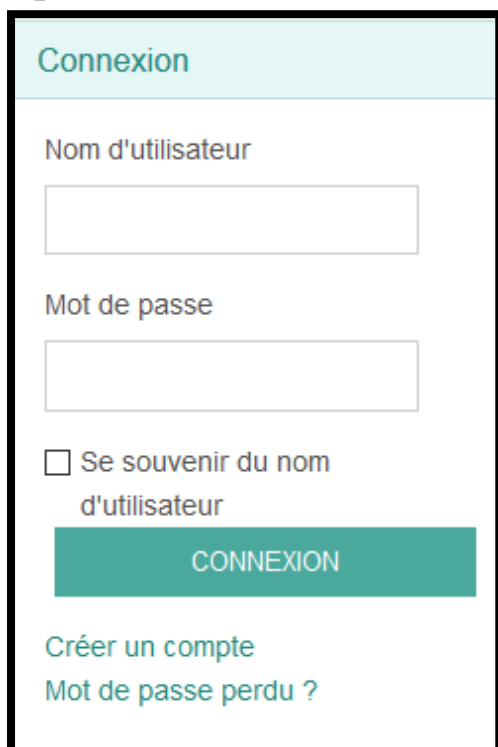 Connexion
Nom d'utilisateur
Mot de passe
Se souvenir du nom
d'utilisateur
CONNEXION
Créer un compte
Mot de passe perdu ?